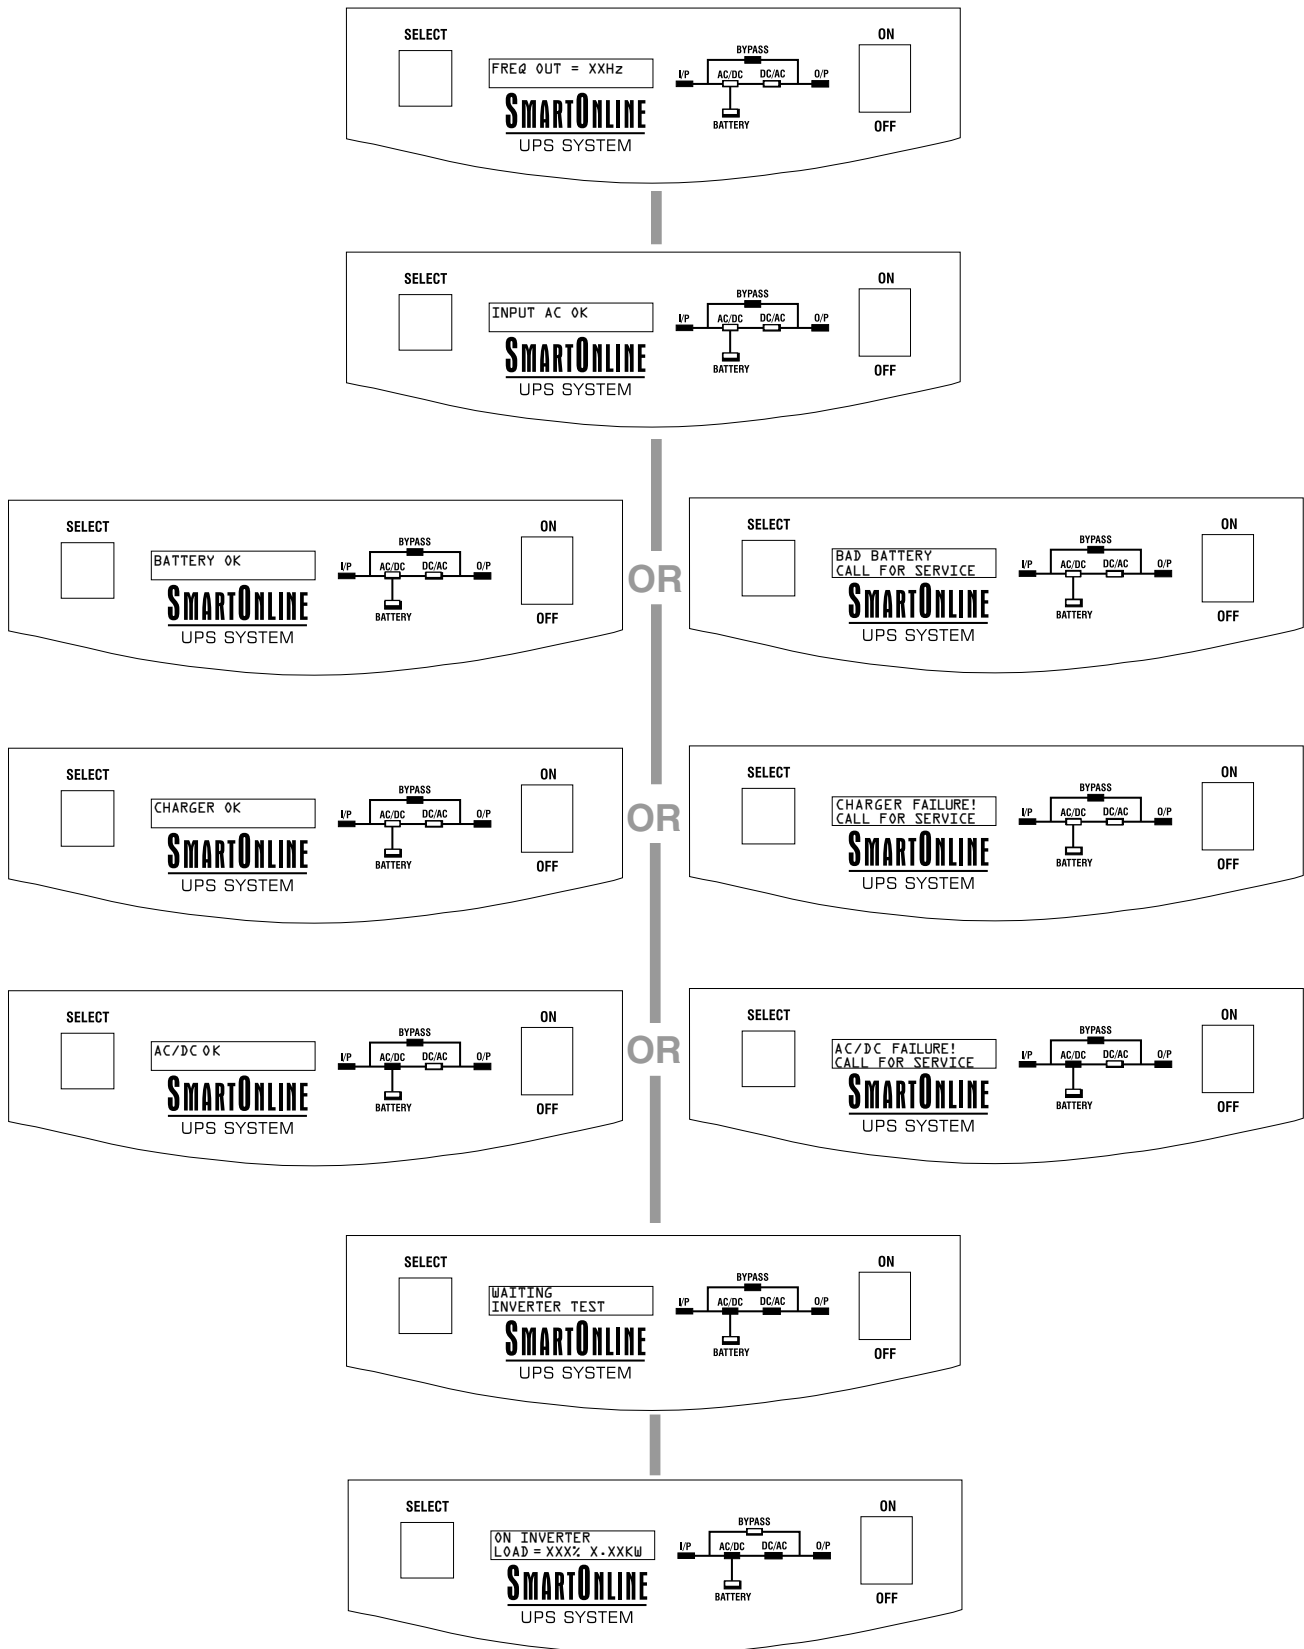 SELECT
ON
FREQ OUT = XXHz
BYPASS
I/P AC/DC DC/AC O/P
BATTERY
SMARTONLINE
UPS SYSTEM
OFF
SELECT
ON
INPUT AC OK
BYPASS
I/P AC/DC DC/AC O/P
BATTERY
SMARTONLINE
UPS SYSTEM
OFF
SELECT
ON
BATTERY OK
BYPASS
I/P AC/DC DC/AC O/P
BATTERY
SMARTONLINE
UPS SYSTEM
OFF
OR
SELECT
ON
BAD BATTERY
CALL FOR SERVICE
BYPASS
I/P AC/DC DC/AC O/P
BATTERY
SMARTONLINE
UPS SYSTEM
OFF
SELECT
ON
CHARGER OK
BYPASS
I/P AC/DC DC/AC O/P
BATTERY
SMARTONLINE
UPS SYSTEM
OFF
OR
SELECT
ON
CHARGER FAILURE!
CALL FOR SERVICE
BYPASS
I/P AC/DC DC/AC O/P
BATTERY
SMARTONLINE
UPS SYSTEM
OFF
SELECT
ON
AC/DC OK
BYPASS
I/P AC/DC DC/AC O/P
BATTERY
SMARTONLINE
UPS SYSTEM
OFF
OR
SELECT
ON
AC/DC FAILURE!
CALL FOR SERVICE
BYPASS
I/P AC/DC DC/AC O/P
BATTERY
SMARTONLINE
UPS SYSTEM
OFF
SELECT
ON
WAITING
INVERTER TEST
BYPASS
I/P AC/DC DC/AC O/P
BATTERY
SMARTONLINE
UPS SYSTEM
OFF
SELECT
ON
ON INVERTER
LOAD = XXX% X.XXKW
BYPASS
I/P AC/DC DC/AC O/P
BATTERY
SMARTONLINE
UPS SYSTEM
OFF